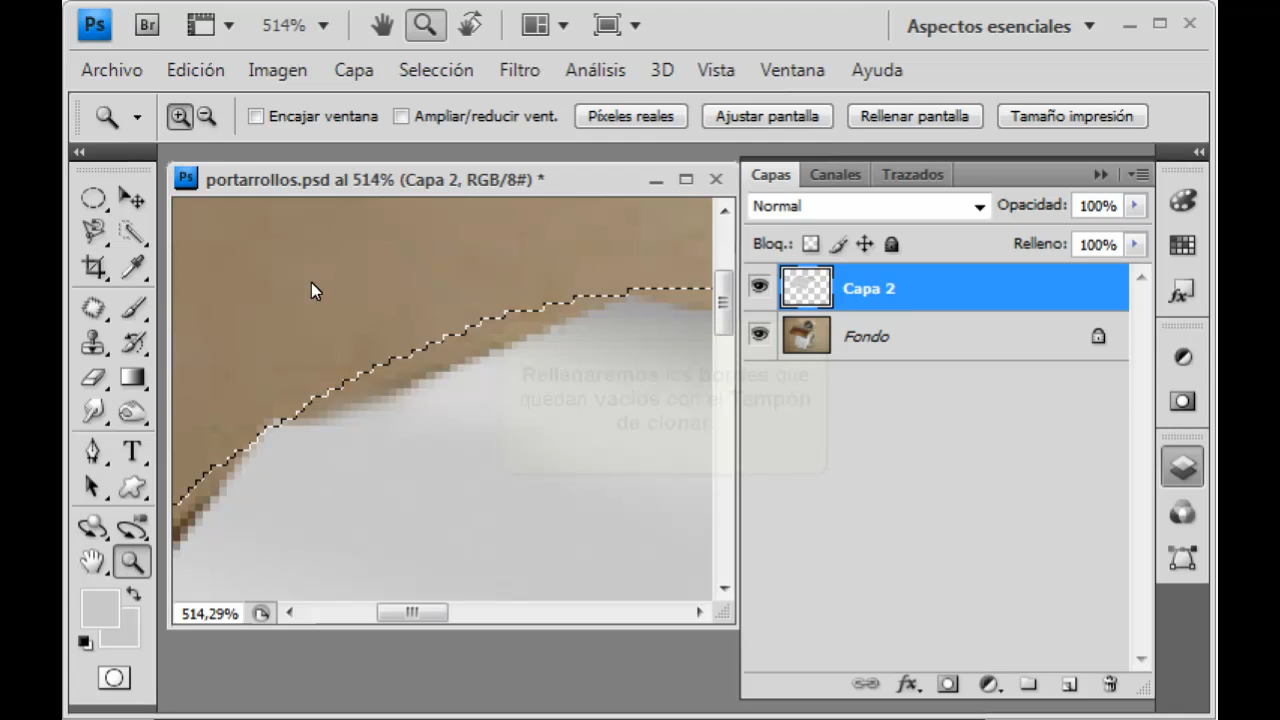 Ps Br 514% Aspectos esenciales
Archivo Edición Imagen Capa Selección Filtro Análisis 3D Vista Ventana Ayuda
Encajar ventana Ampliar/reducir vent. Píxeles reales Ajustar pantalla Rellenar pantalla Tamaño impresión
Ps portarrollos.psd al 514% (Capa 2, RGB/8#) *
Capas Canales Trazados
Normal Opacidad: 100%
Bloq.: Relleno: 100%
Capa 2
Fondo
Rellenaremos los bordes que
quedan vacíos con el Tampón
de clonar
T
fx
fx
514,29%